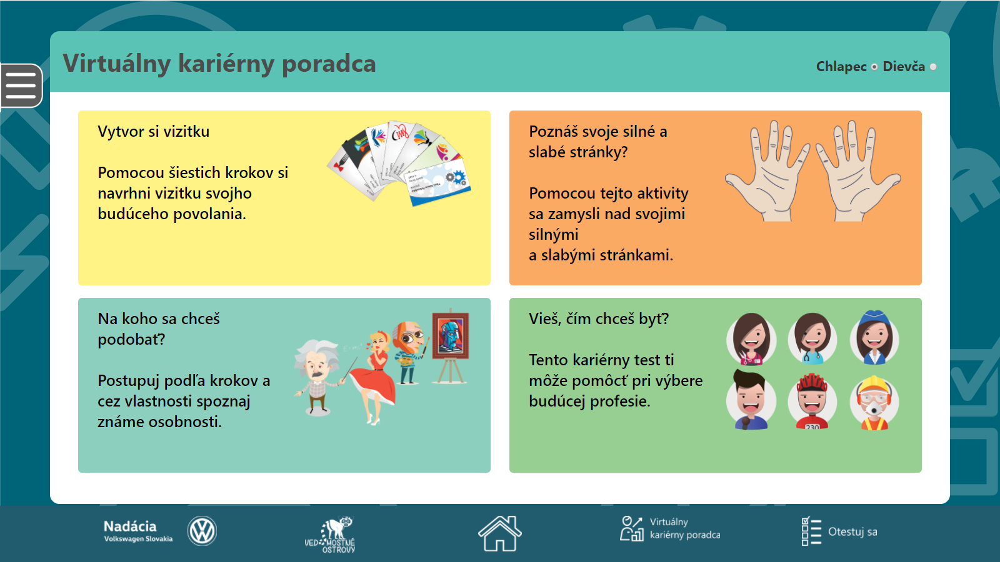 Virtuálny kariérny poradca
Chlapec Dievča
Vytvor si vizitku
Pomocou šiestich krokov si
navrhni vizitku svojho
budúceho povolania.
Poznáš svoje silné a
slabé stránky?
Pomocou tejto aktivity
sa zamysli nad svojimi
silnými
a slabými stránkami.
Na koho sa chceš
podobať?
Postupuj podľa krokov a
cez vlastnosti spoznaj
známe osobnosti.
Vieš, čím chceš byť?
Tento kariérny test ti
môže pomôcť pri výbere
budúcej profesie.
230
Nadácia
Volkswagen Slovakia
VEDOMOSTNÉ
OSTROVY
Virtuálny
kariérny poradca
Otestuj sa